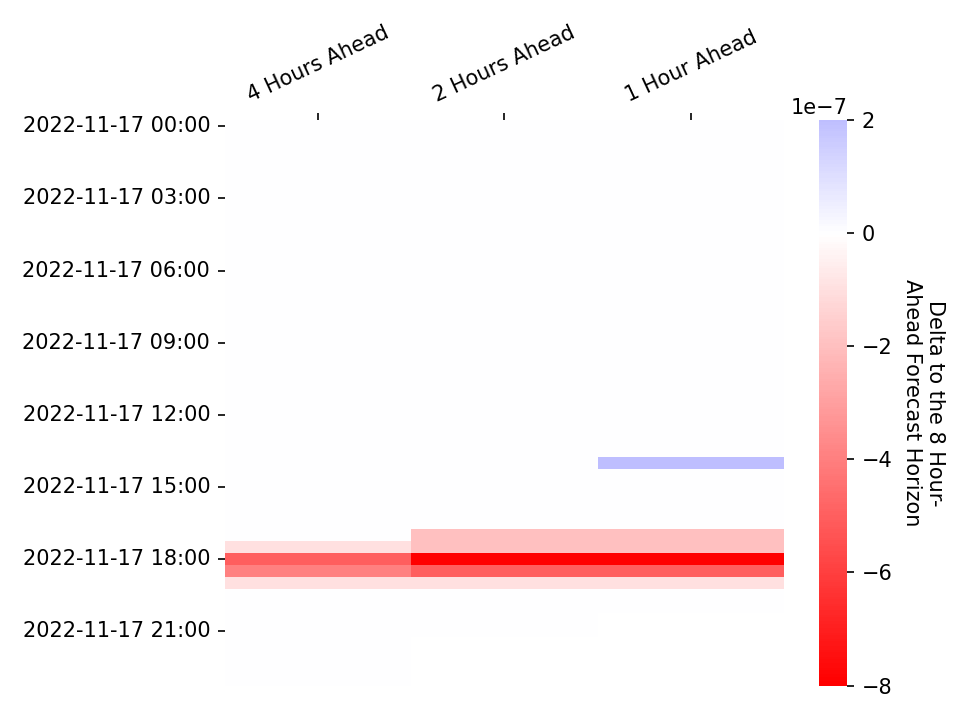 4 Hours Ahead
2 Hours Ahead
1 Hour Ahead
2022-11-17 00:00
2022-11-17 03:00
2022-11-17 06:00
2022-11-17 09:00
2022-11-17 12:00
2022-11-17 15:00
2022-11-17 18:00
2022-11-17 21:00
1e−7
2
0
−2
−4
−6
−8
Delta to the 8 Hour-
Ahead Forecast Horizon